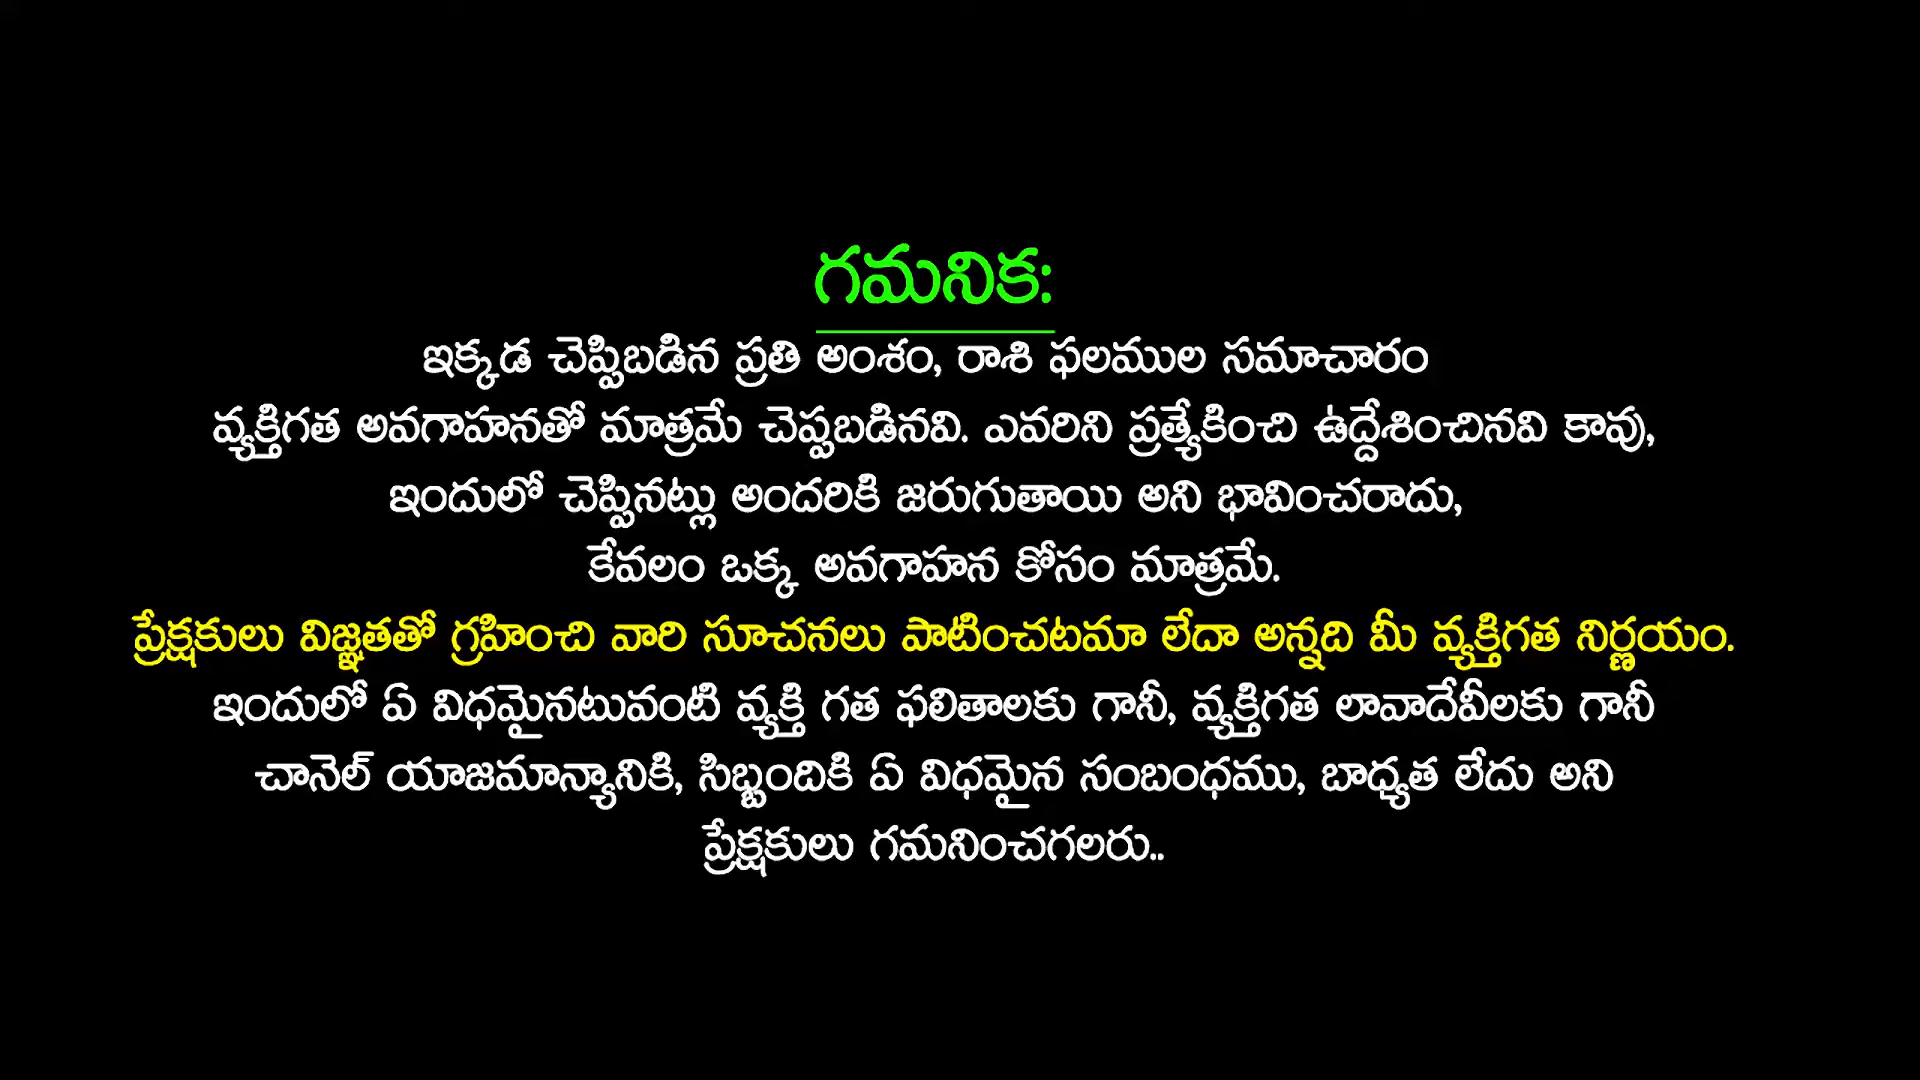 గమనిక:
ఇక్కడ చెప్పిబడిన ప్రతి అంశం, రాశి ఫలముల సమాచారం
వ్యక్తిగత అవగాహనతో మాత్రమే చెప్పబడినవి. ఎవరిని ప్రత్యేకించి ఉద్దేశించినవి కావు,
ఇందులో చెప్పినట్లు అందరికి జరుగుతాయి అని భావించరాదు,
కేవలం ఒక్క అవగాహన కోసం మాత్రమే.
ప్రేక్షకులు విజ్ఞతతో గ్రహించి వారి సూచనలు పాటించటమా లేదా అన్నది మీ వ్యక్తిగత నిర్ణయం.
ఇందులో ఏ విధమైనటువంటి వ్యక్తి గత ఫలితాలకు గానీ, వ్యక్తిగత లావాదేవీలకు గానీ
చానెల్ యాజమాన్యానికి, సిబ్బందికి ఏ విధమైన సంబంధము, బాధ్యత లేదు అని
ప్రేక్షకులు గమనించగలరు..